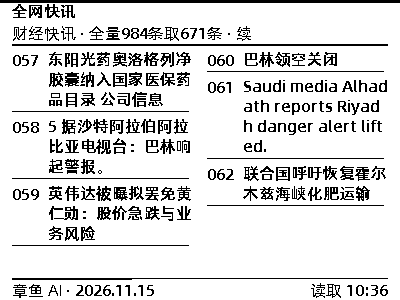 全网快讯
财经快讯 · 全量984条取671条 · 续
057 东阳光药奥洛格列净
胶囊纳入国家医保药
品目录 公司信息
058 5 据沙特阿拉伯阿拉
比亚电视台：巴林响
起警报。
059 英伟达被曝拟罢免黄
仁勋：股价急跌与业
务风险
060 巴林领空关闭
061 Saudi media Alhad
ath reports Riyad
h danger alert lift
ed.
062 联合国呼吁恢复霍尔
木兹海峡化肥运输
章鱼 AI · 2026.11.15
读取 10:36